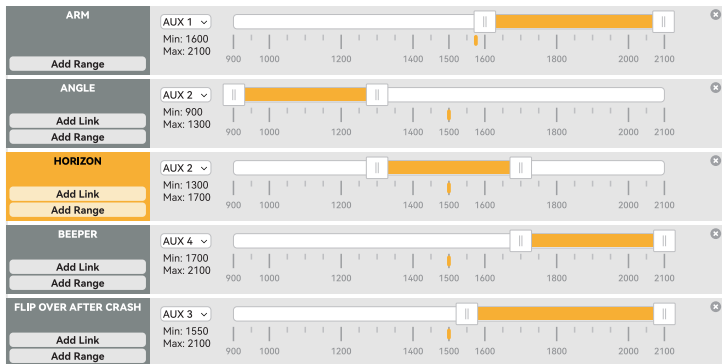 ARM
AUX 1
Min: 1600
Max: 2100
Add Range
900 1000 1200 1400 1500 1600 1800 2000 2100
ANGLE
AUX 2
Add Link
Min: 900
Max: 1300
Add Range
900 1000 1200 1400 1500 1600 1800 2000 2100
HORIZON
AUX 2
Add Link
Min: 1300
Max: 1700
Add Range
900 1000 1200 1400 1500 1600 1800 2000 2100
BEEPER
AUX 4
Add Link
Min: 1700
Max: 2100
Add Range
900 1000 1200 1400 1500 1600 1800 2000 2100
FLIP OVER AFTER CRASH
AUX 3
Add Link
Min: 1550
Max: 2100
Add Range
900 1000 1200 1400 1500 1600 1800 2000 2100